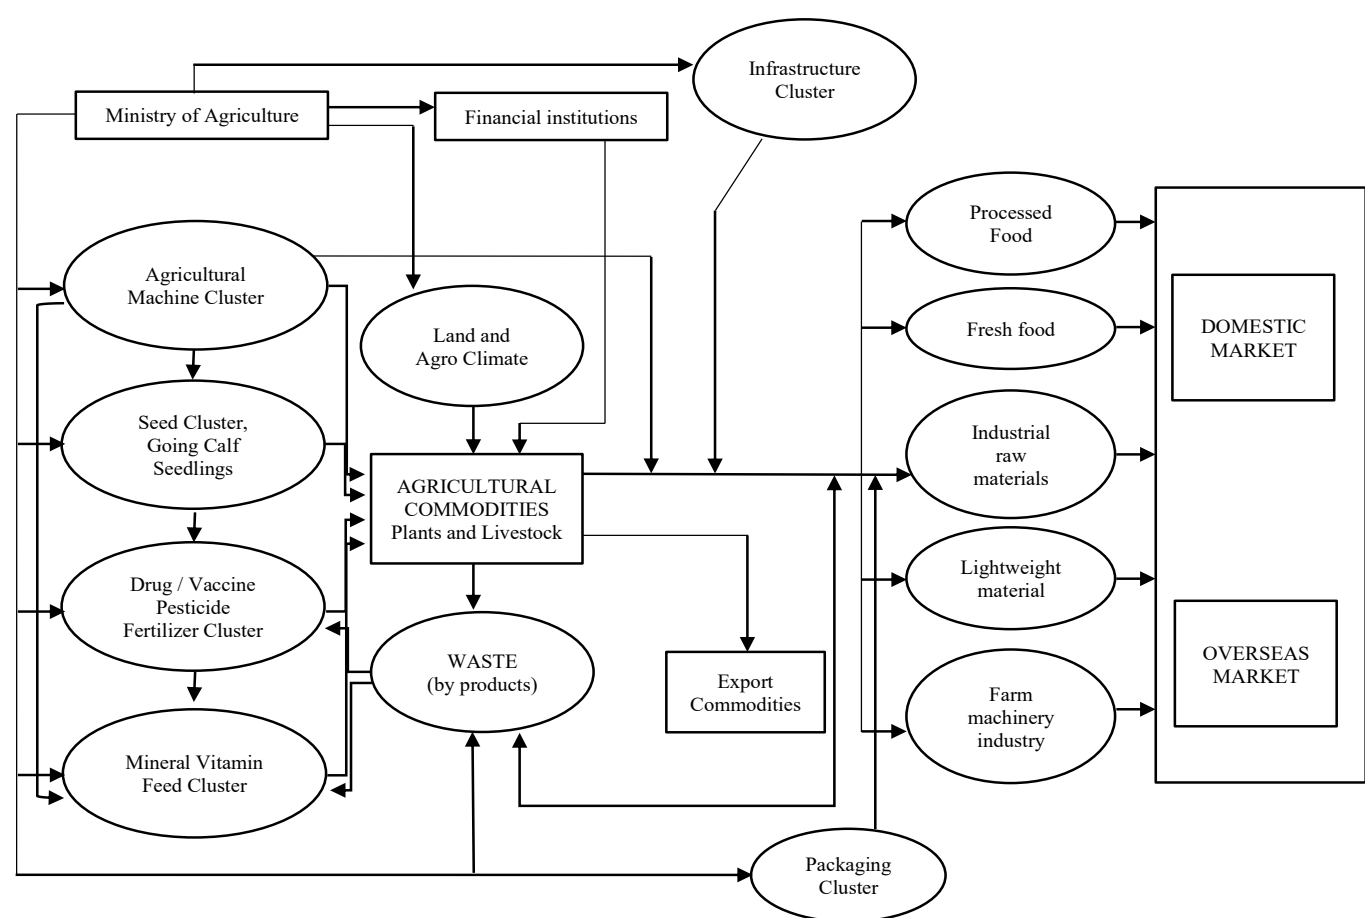 Infrastructure
Cluster
Ministry of Agriculture
Financial institutions
Processed
Food
Agricultural
Machine Cluster
Land and
Agro Climate
Fresh food
DOMESTIC
MARKET
Seed Cluster,
Going Calf
Seedlings
Industrial
raw
materials
AGRICULTURAL
COMMODITIES
Plants and Livestock
Drug / Vaccine
Pesticide
Fertilizer Cluster
Lightweight
material
WASTE
(by products)
Export
Commodities
Farm
machinery
industry
OVERSEAS
MARKET
Mineral Vitamin
Feed Cluster
Packaging
Cluster